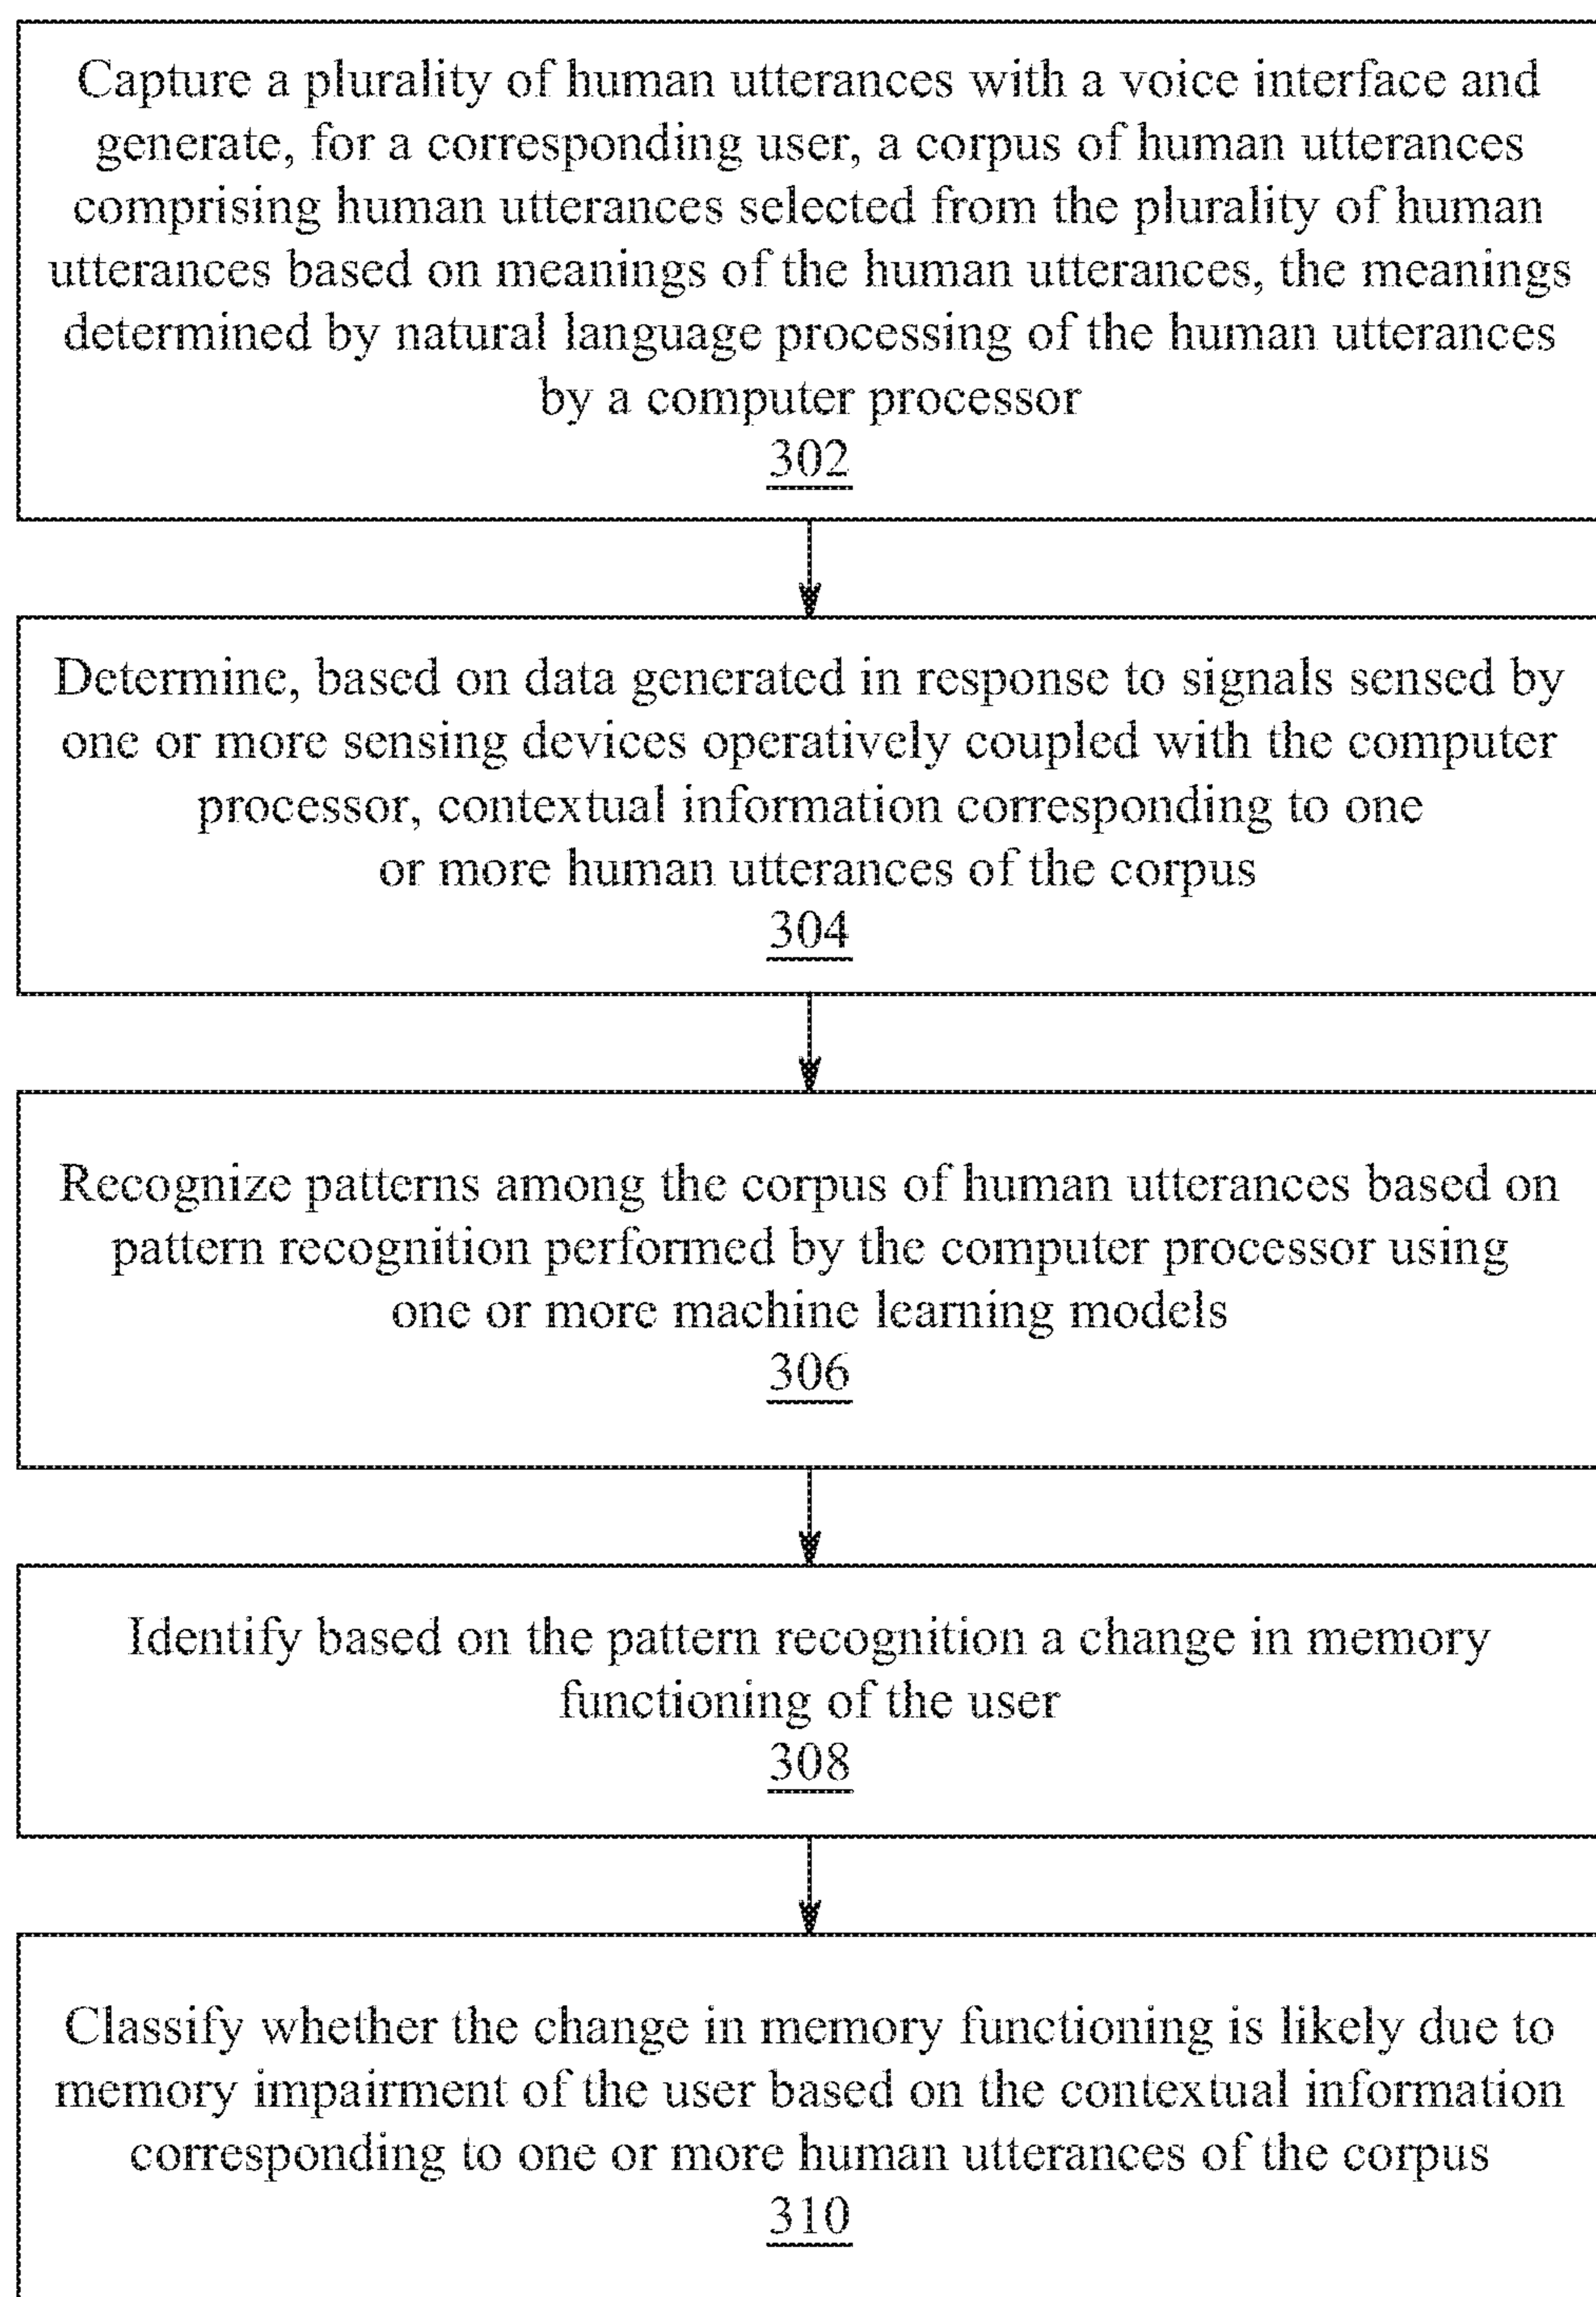 Capture a plurality of human utterances with a voice interface and
generate, for a corresponding user, a corpus of human utterances
comprising human utterances selected from the plurality of human
utterances based on meanings of the human utterances, the meanings
determined by natural language processing of the human utterances
by a computer processor
302
Determine, based on data generated in response to signals sensed by
one or more sensing devices operatively coupled with the computer
processor, contextual information corresponding to one
or more human utterances of the corpus
304
Recognize patterns among the corpus of human utterances based on
pattern recognition performed by the computer processor using
one or more machine learning models
306
Identify based on the pattern recognition a change in memory
functioning of the user
308
Classify whether the change in memory functioning is likely due to
memory impairment of the user based on the contextual information
corresponding to one or more human utterances of the corpus
310